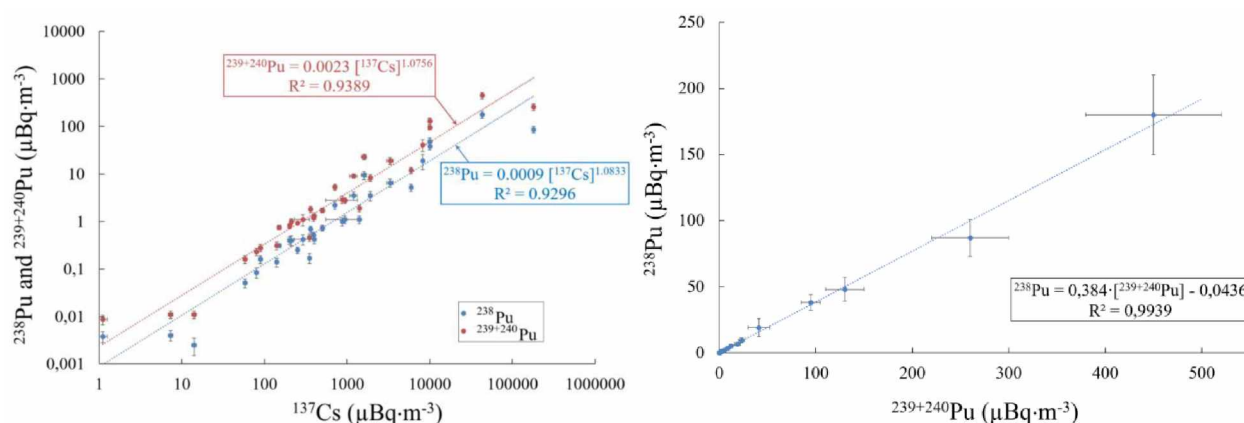 10000
1000
100
10
1
0,1
0,01
0,001
²³⁸Pu and ²³⁹⁺²⁴⁰Pu (µBq·m⁻³)
²³⁹⁺²⁴⁰Pu = 0.0023 [¹³⁷Cs]¹·⁰⁷⁵⁶
R² = 0.9389
²³⁸Pu = 0.0009 [¹³⁷Cs]¹·⁰⁸³³
R² = 0.9296
²³⁸Pu
²³⁹⁺²⁴⁰Pu
1 10 100 1000 10000 100000 1000000
¹³⁷Cs (µBq·m⁻³)
250
200
150
100
50
0
²³⁸Pu (µBq·m⁻³)
²³⁸Pu = 0,384·[²³⁹⁺²⁴⁰Pu] - 0,0436
R² = 0,9939
0 100 200 300 400 500
²³⁹⁺²⁴⁰Pu (µBq·m⁻³)